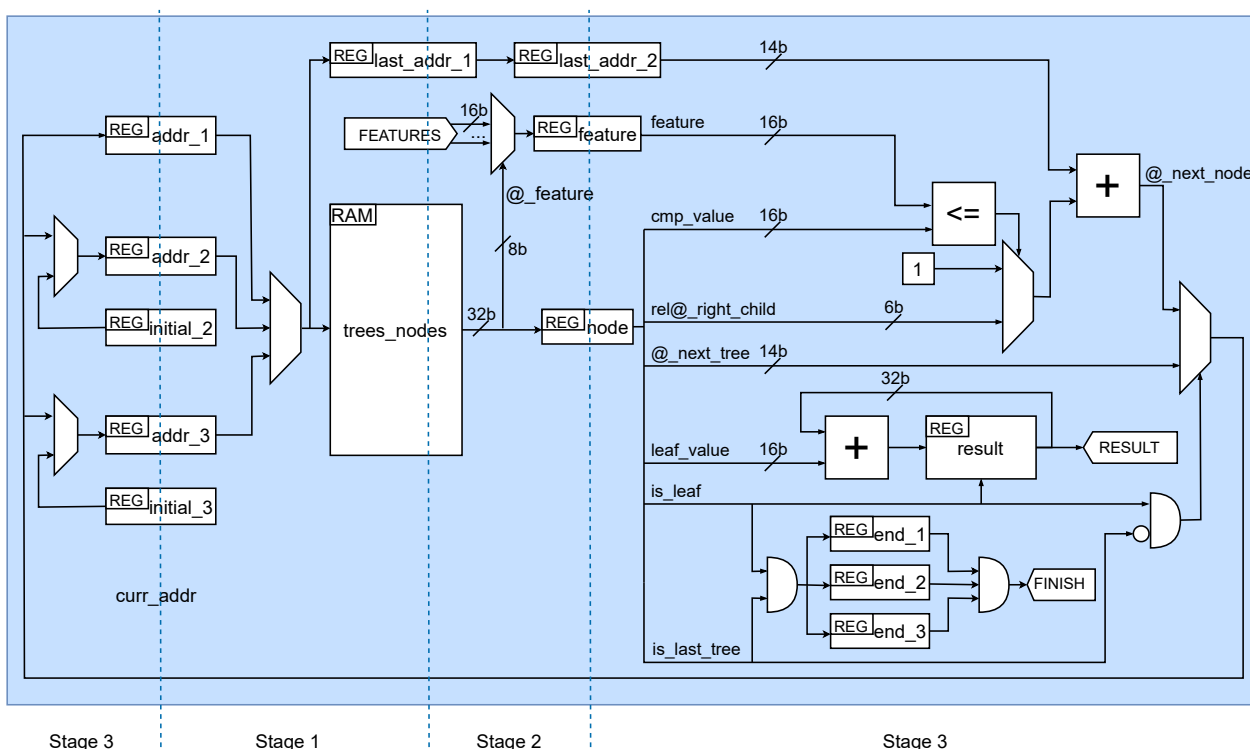 REG last_addr_1
REG last_addr_2
14b
REG addr_1
FEATURES
16b
...
REG feature
feature
16b
@_feature
8b
+
@_next_node
<=
cmp_value
16b
RAM
trees_nodes
REG addr_2
REG initial_2
32b
REG node
1
rel@_right_child
6b
@_next_tree
14b
32b
REG addr_3
REG initial_3
leaf_value
16b
+
REG
result
RESULT
is_leaf
REG end_1
REG end_2
REG end_3
FINISH
curr_addr
is_last_tree
Stage 3
Stage 1
Stage 2
Stage 3